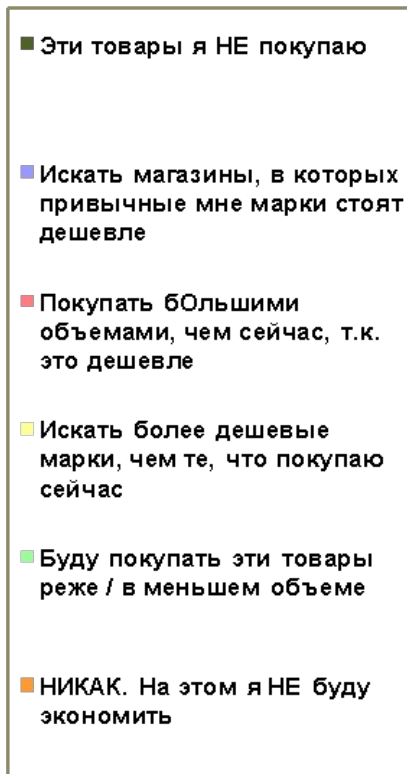 Эти товары я НЕ покупаю
Искать магазины, в которых
привычные мне марки стоят
дешевле
Покупать бОльшими
объемами, чем сейчас, т.к.
это дешевле
Искать более дешевые
марки, чем те, что покупаю
сейчас
Буду покупать эти товары
реже / в меньшем объеме
НИКАК. На этом я НЕ буду
экономить